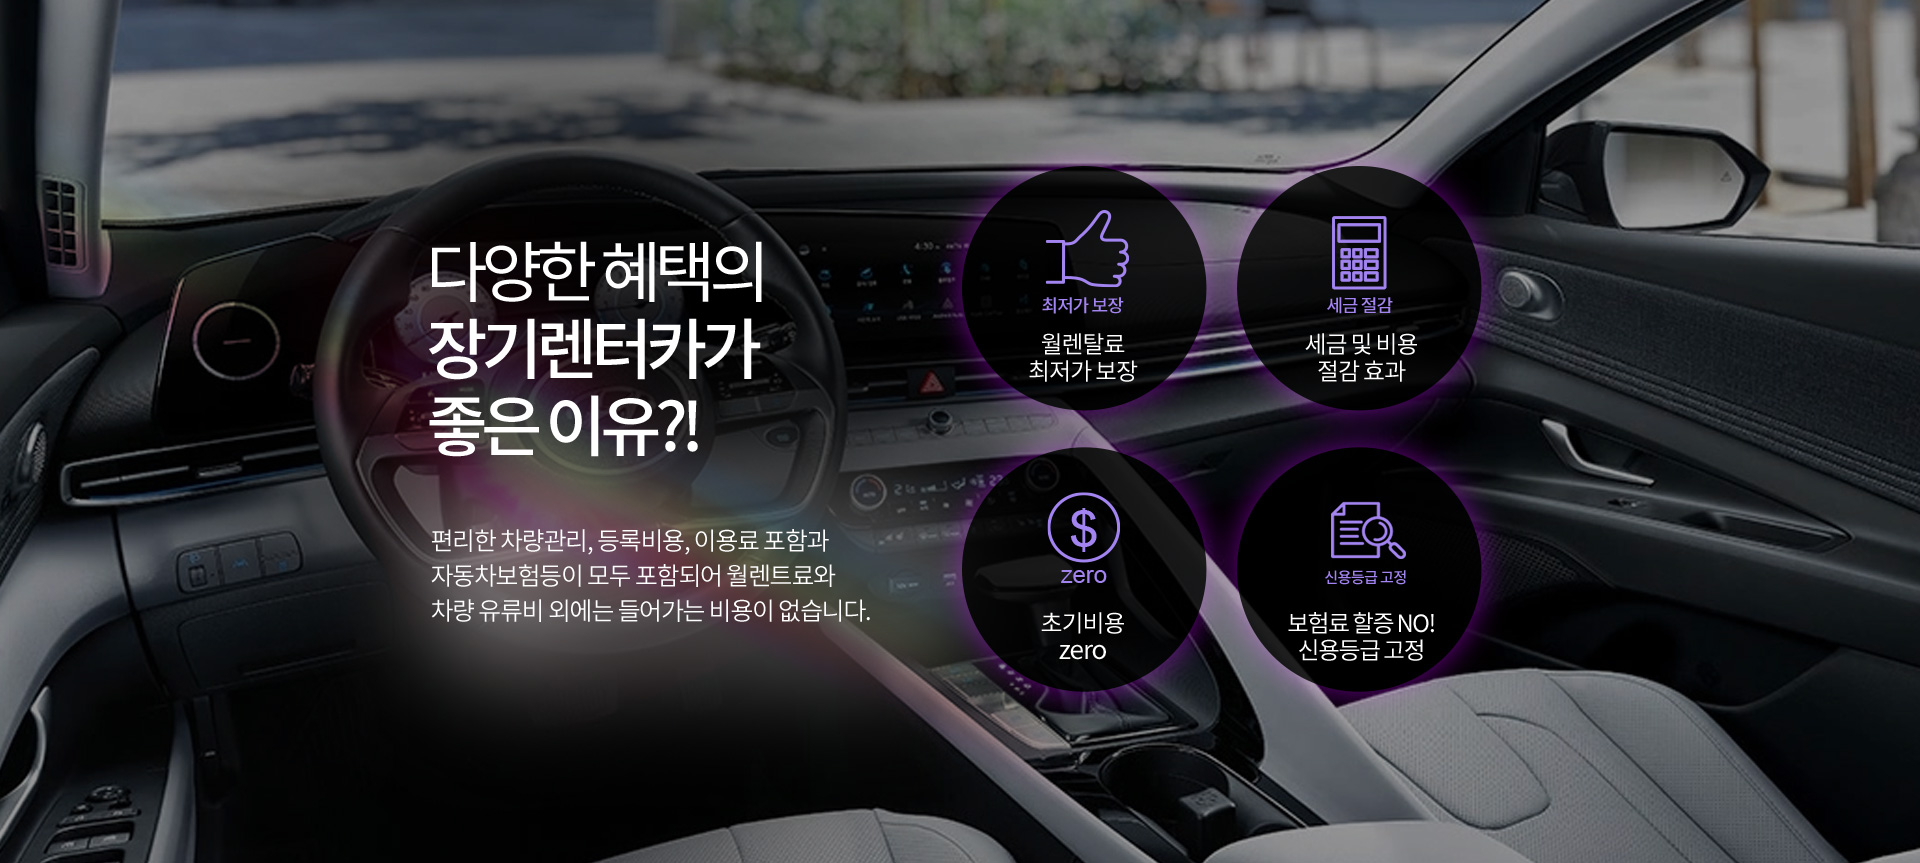 다양한 혜택의
장기렌터카가
좋은 이유?!
편리한 차량관리, 등록비용, 이용료 포함과
자동차보험등이 모두 포함되어 월렌트료와
차량 유류비 외에는 들어가는 비용이 없습니다.
최저가 보장
월렌탈료
최저가 보장
세금 절감
세금 및 비용
절감 효과
$
zero
초기비용
zero
신용등급 고정
보험료 할증 NO!
신용등급 고정
4:30